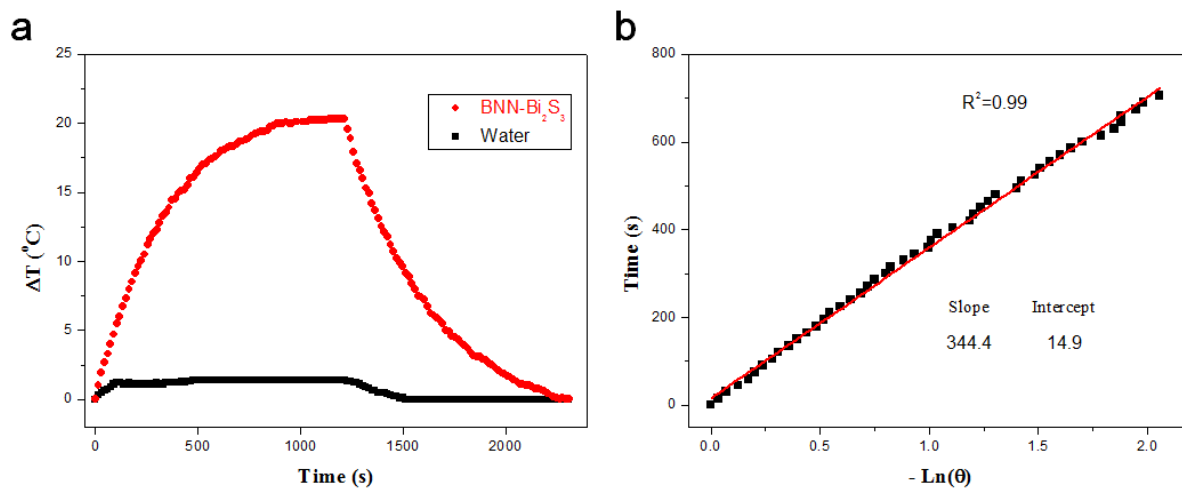 a
25
20
15
10
5
0
ΔT (°C)
BNN-Bi₂S₃
Water
0 500 1000 1500 2000
Time (s)
b
800
600
400
200
0
Time (s)
R²=0.99
Slope Intercept
344.4 14.9
0.0 0.5 1.0 1.5 2.0
- Ln(θ)